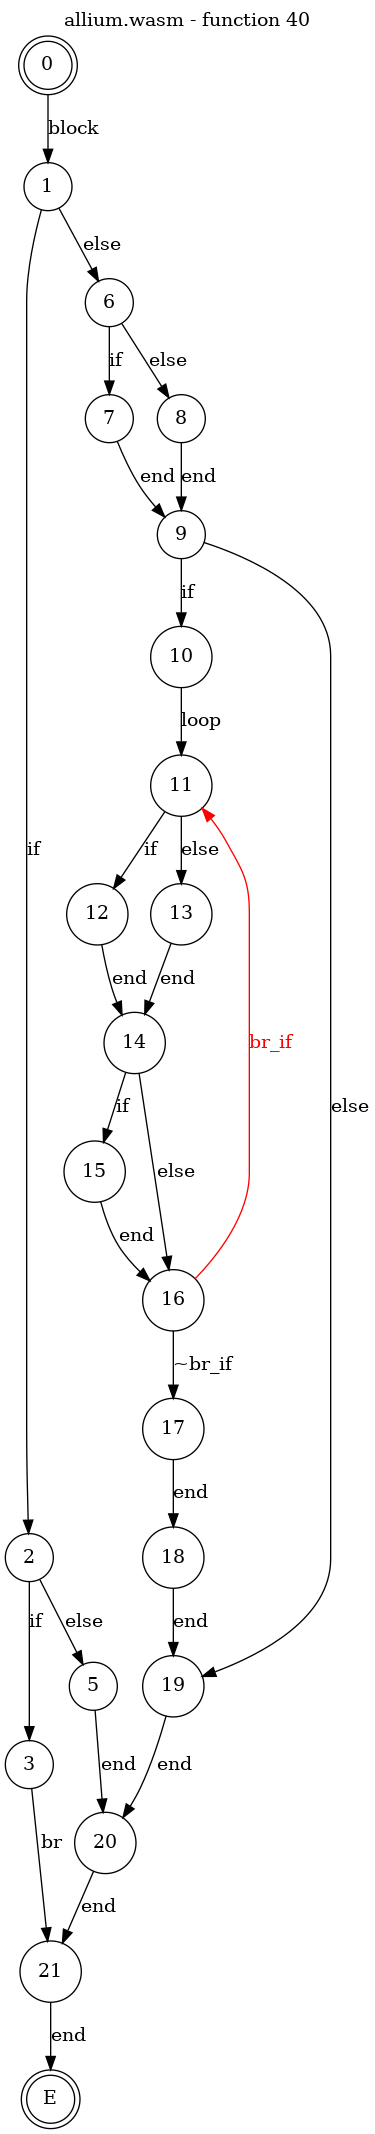 allium.wasm - function 40
0
block
1
else
6
if
else
7
8
end
end
9
if
10
loop
11
if
if
else
12
13
end
end
14
br_if
else
if
15
else
end
16
~br_if
17
end
2
18
if
else
end
5
19
3
end
end
br
20
end
21
end
E